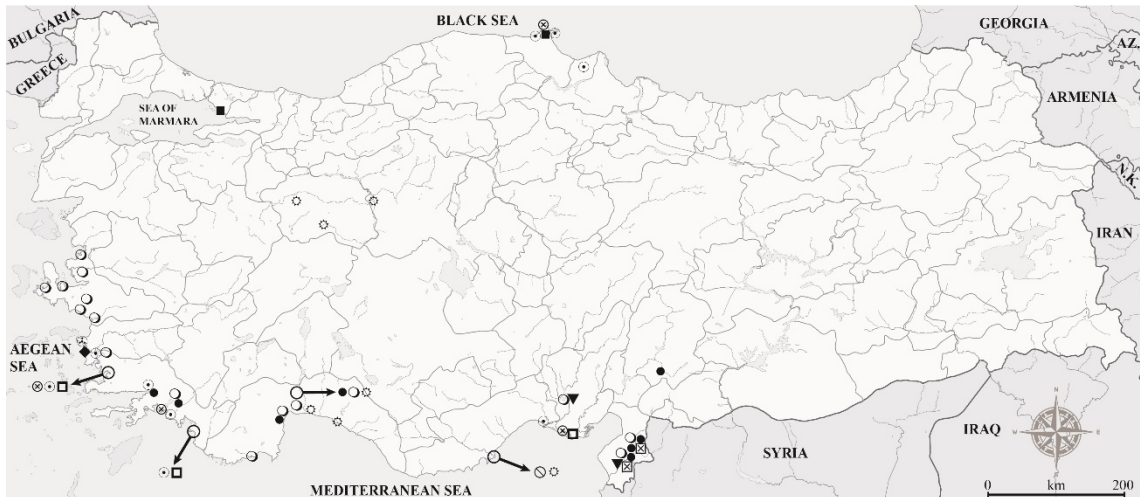 BULGARIA
GREECE
BLACK SEA
GEORGIA
AZ.
SEA OF
MARMARA
ARMENIA
N.K.
IRAN
AEGEAN
SEA
SYRIA
IRAQ
N
MEDITERRANEAN SEA
0 km 200